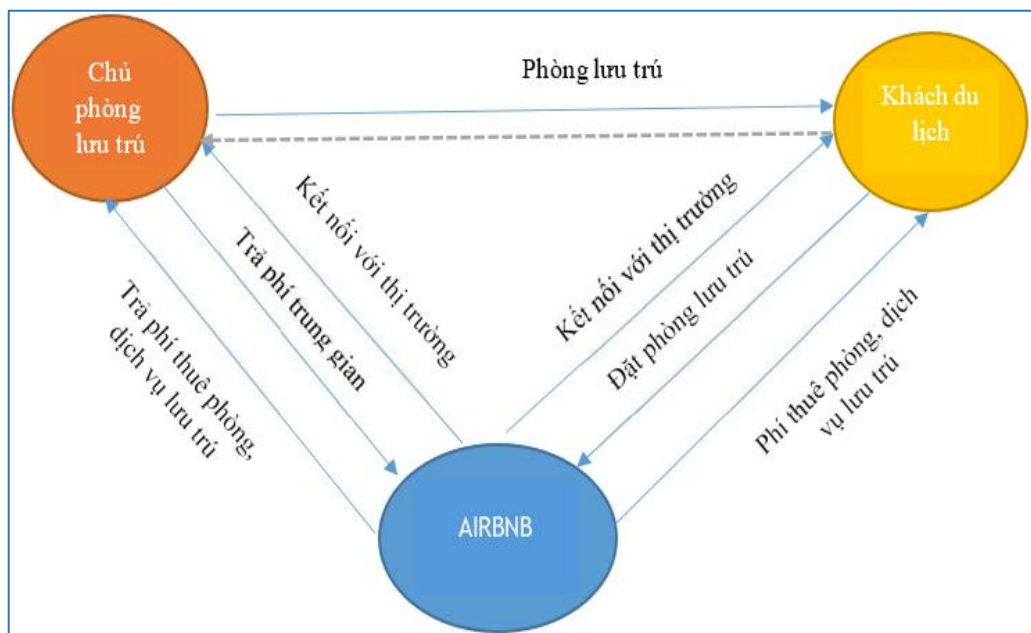 Chủ
phòng
lưu trú
Phòng lưu trú
Khách du
lịch
Kết nối với thị trường
Trả phí trung gian
Trả phí thuê phòng,
dịch vụ lưu trú
Kết nối với thị trường
Đặt phòng lưu trú
Phí thuê phòng, dịch
vụ lưu trú
AIRBNB